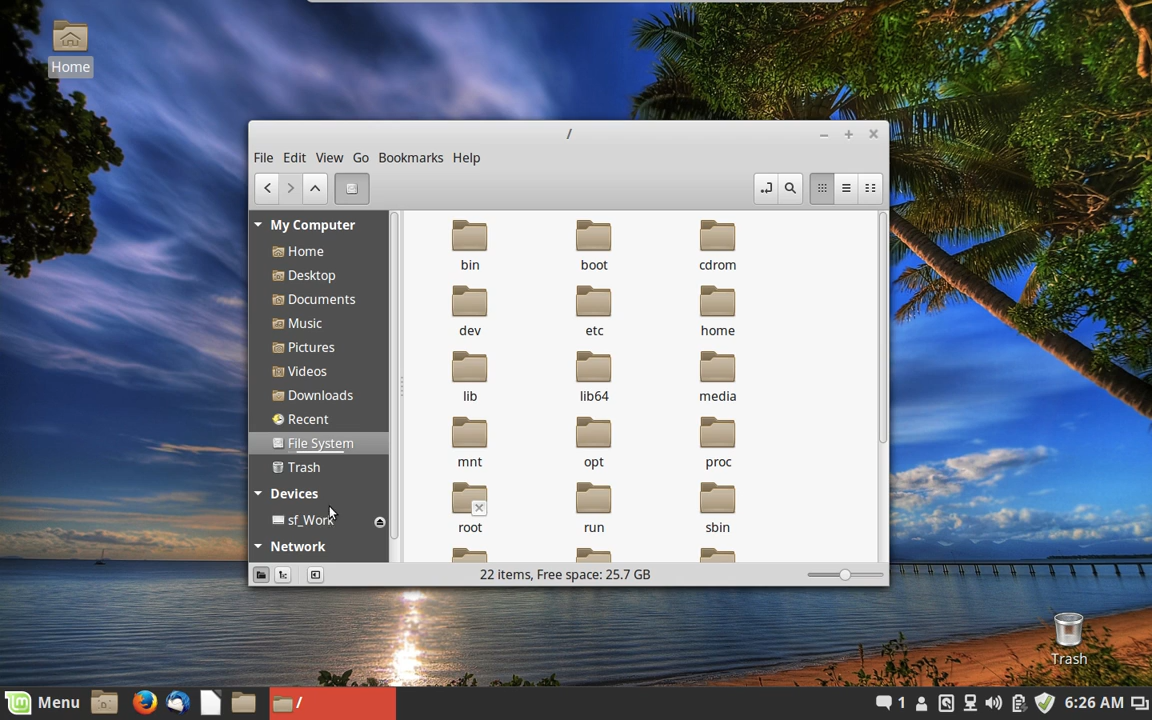 Home
/
File Edit View Go Bookmarks Help
My Computer
Home
Desktop
Documents
Music
Pictures
Videos
Downloads
Recent
File System
Trash
Devices
sf_Work
Network
bin boot cdrom
dev etc home
lib lib64 media
mnt opt proc
root run sbin
22 items, Free space: 25.7 GB
Trash
Menu / 1 6:26 AM